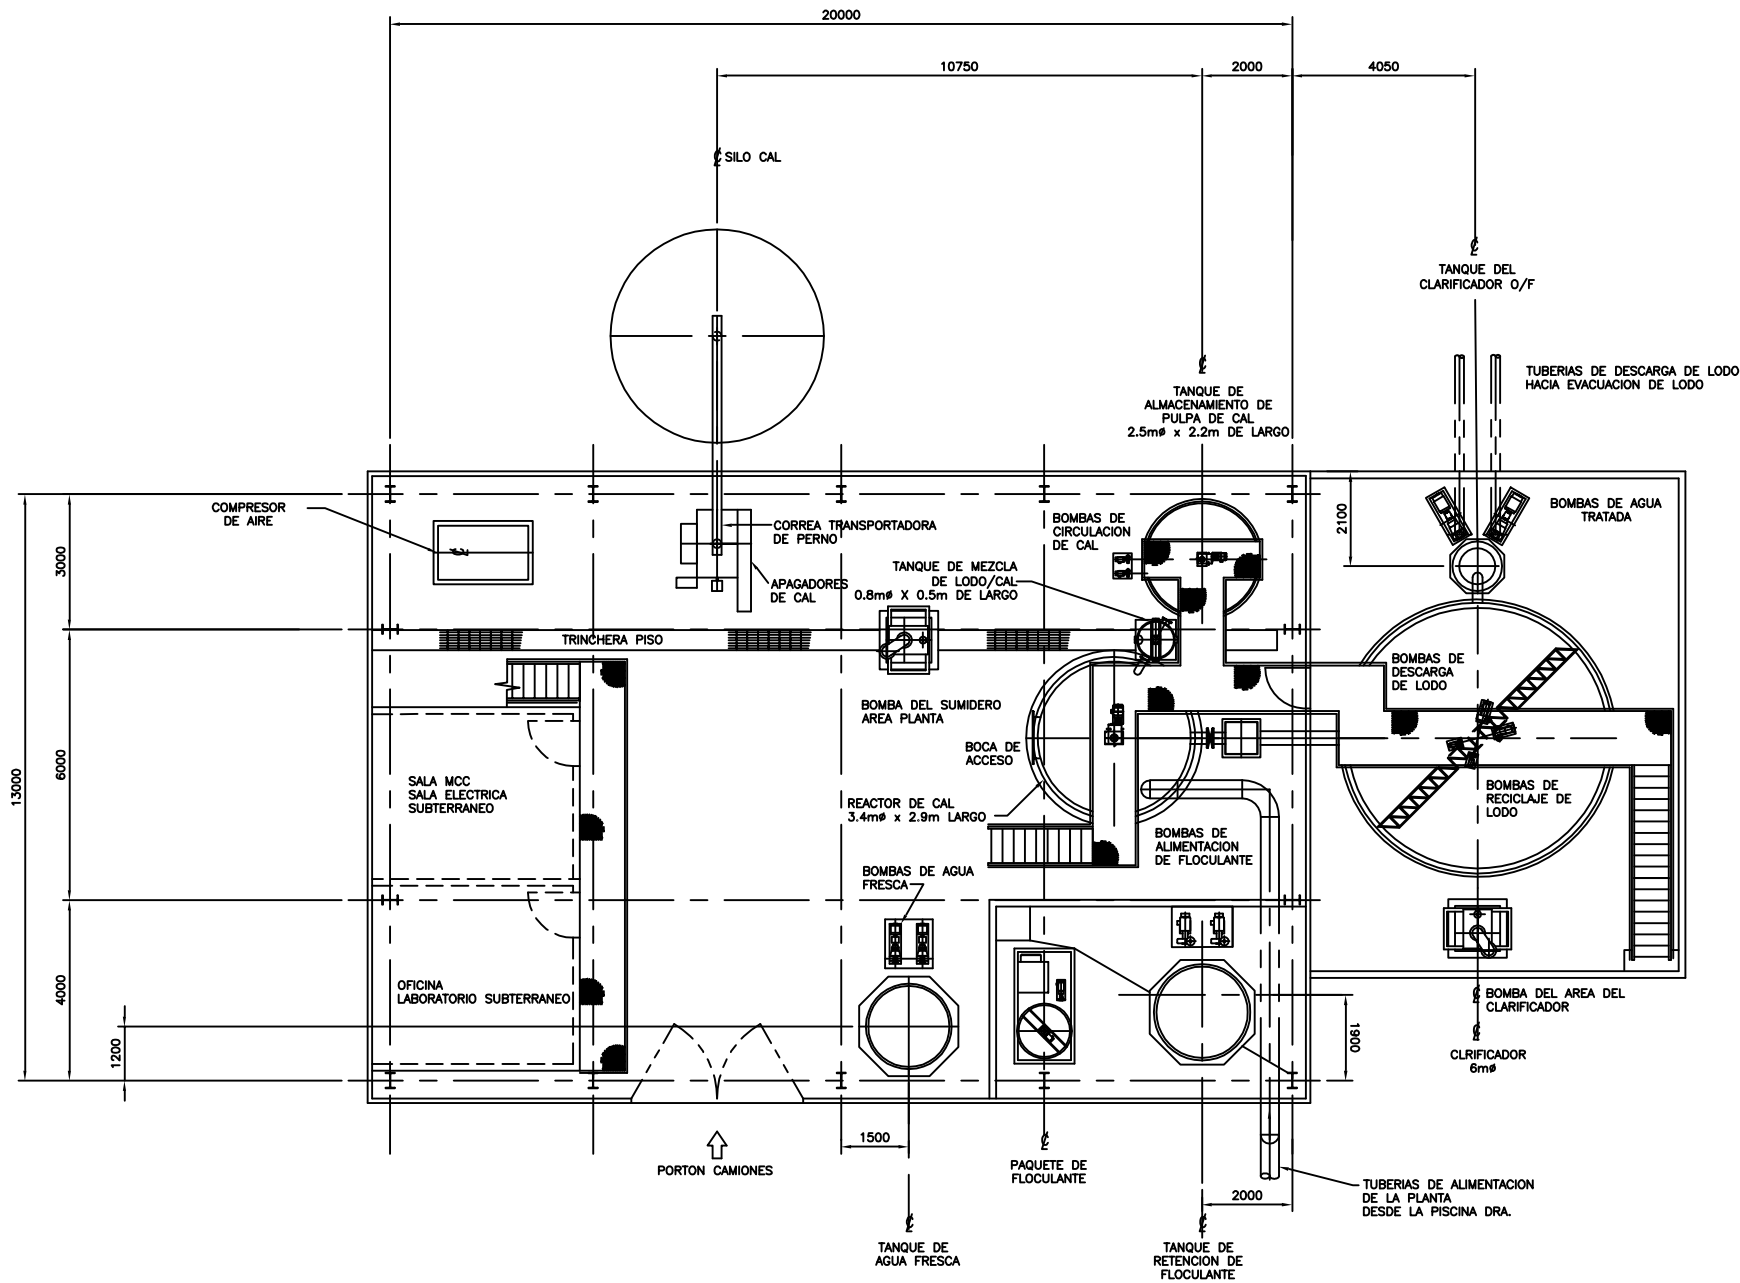 20000
10750
2000
4050
SILO CAL
TANQUE DEL
CLARIFICADOR O/F
TUBERIAS DE DESCARGA DE LODO
HACIA EVACUACION DE LODO
TANQUE DE
ALMACENAMIENTO DE
PULPA DE CAL
2.5mø x 2.2m DE LARGO
COMPRESOR
DE AIRE
CORREA TRANSPORTADORA
DE PERNO
BOMBAS DE
CIRCULACION
DE CAL
2100
BOMBAS DE AGUA
TRATADA
3000
APAGADORES
DE CAL
TANQUE DE MEZCLA
DE LODO/CAL
0.8mø X 0.5m DE LARGO
TRINCHERA PISO
BOMBAS DE
DESCARGA
DE LODO
BOMBA DEL SUMIDERO
AREA PLANTA
BOCA DE
ACCESO
13000
6000
SALA MCC
SALA ELECTRICA
SUBTERRANEO
REACTOR DE CAL
3.4mø x 2.9m LARGO
BOMBAS DE
RECICLAJE DE
LODO
BOMBAS DE
ALIMENTACION
DE FLOCULANTE
BOMBAS DE AGUA
FRESCA
4000
OFICINA
LABORATORIO SUBTERRANEO
BOMBA DEL AREA DEL
CLARIFICADOR
1200
1900
CLRIFICADOR
6mø
1500
PORTON CAMIONES
PAQUETE DE
FLOCULANTE
2000
TUBERIAS DE ALIMENTACION
DE LA PLANTA
DESDE LA PISCINA DRA.
TANQUE DE
AGUA FRESCA
TANQUE DE
RETENCION DE
FLOCULANTE